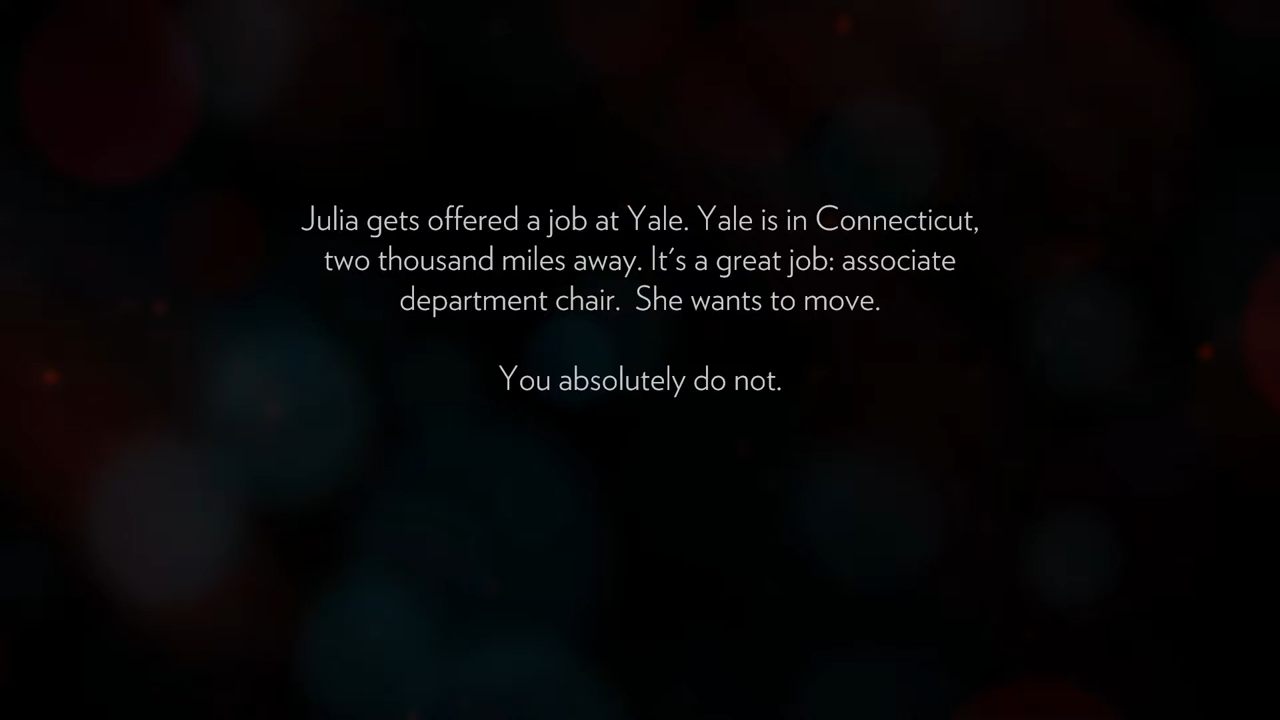 Julia gets offered a job at Yale. Yale is in Connecticut,
two thousand miles away. It's a great job: associate
department chair.  She wants to move.
You absolutely do not.